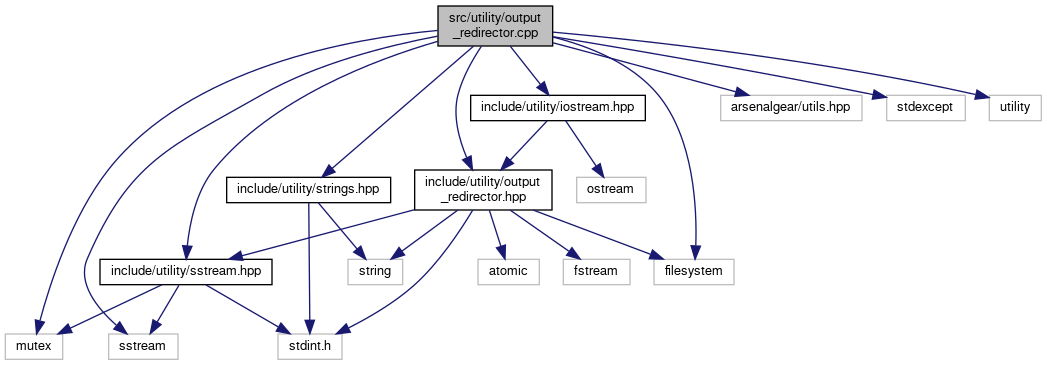 src/utility/output
_redirector.cpp
include/utility/iostream.hpp
arsenalgear/utils.hpp
stdexcept
utility
include/utility/strings.hpp
include/utility/output
_redirector.hpp
ostream
include/utility/sstream.hpp
string
atomic
fstream
filesystem
mutex
sstream
stdint.h